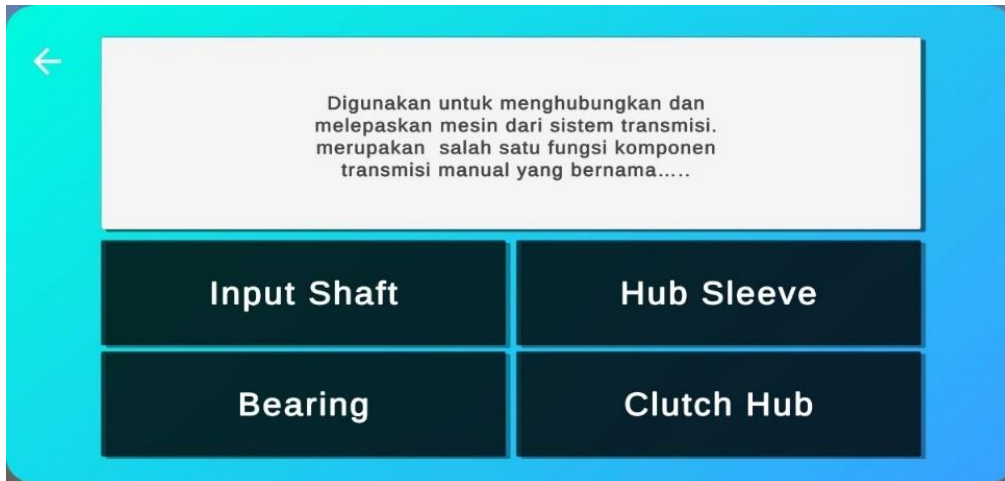 Digunakan untuk menghubungkan dan
melepaskan mesin dari sistem transmisi.
merupakan  salah satu fungsi komponen
transmisi manual yang bernama.....
Input Shaft
Hub Sleeve
Bearing
Clutch Hub